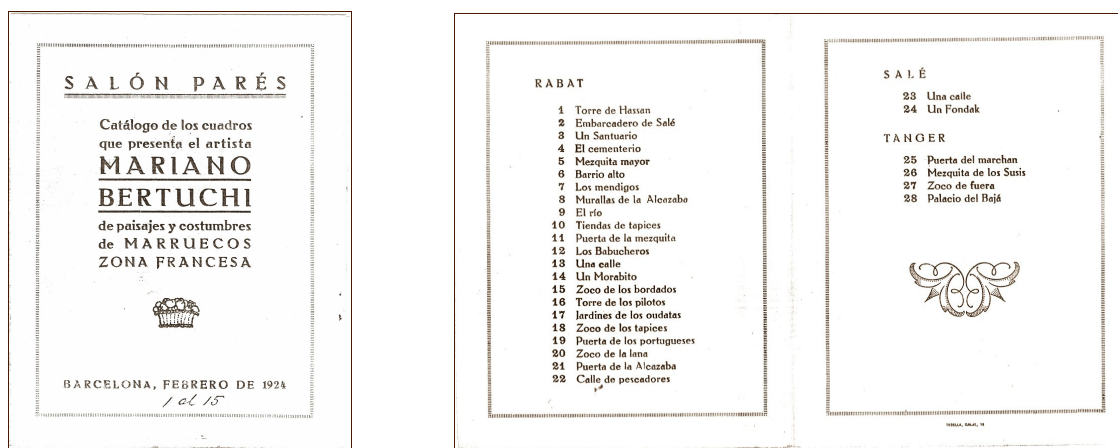 SALÓN PARÉS
Catálogo de los cuadros
que presenta el artista
MARIANO
BERTUCHI
de paisajes y costumbres
de MARRUECOS
ZONA FRANCESA
BARCELONA, FEBRERO DE 1924
1 al 15
RABAT
1 Torre de Hassan
2 Embarcadero de Salé
3 Un Santuario
4 El cementerio
5 Mezquita mayor
6 Barrio alto
7 Los mendigos
8 Murallas de la Alcazaba
9 El río
10 Tiendas de tapices
11 Puerta de la mezquita
12 Los Babucheros
13 Una calle
14 Un Morabito
15 Zoco de los bordados
16 Torre de los pilotos
17 Jardines de los oudatas
18 Zoco de los tapices
19 Puerta de los portugueses
20 Zoco de la lana
21 Puerta de la Alcazaba
22 Calle de pescadores
SALÉ
23 Una calle
24 Un Fondak
TANGER
25 Puerta del marchan
26 Mezquita de los Susis
27 Zoco de fuera
28 Palacio del Bajá